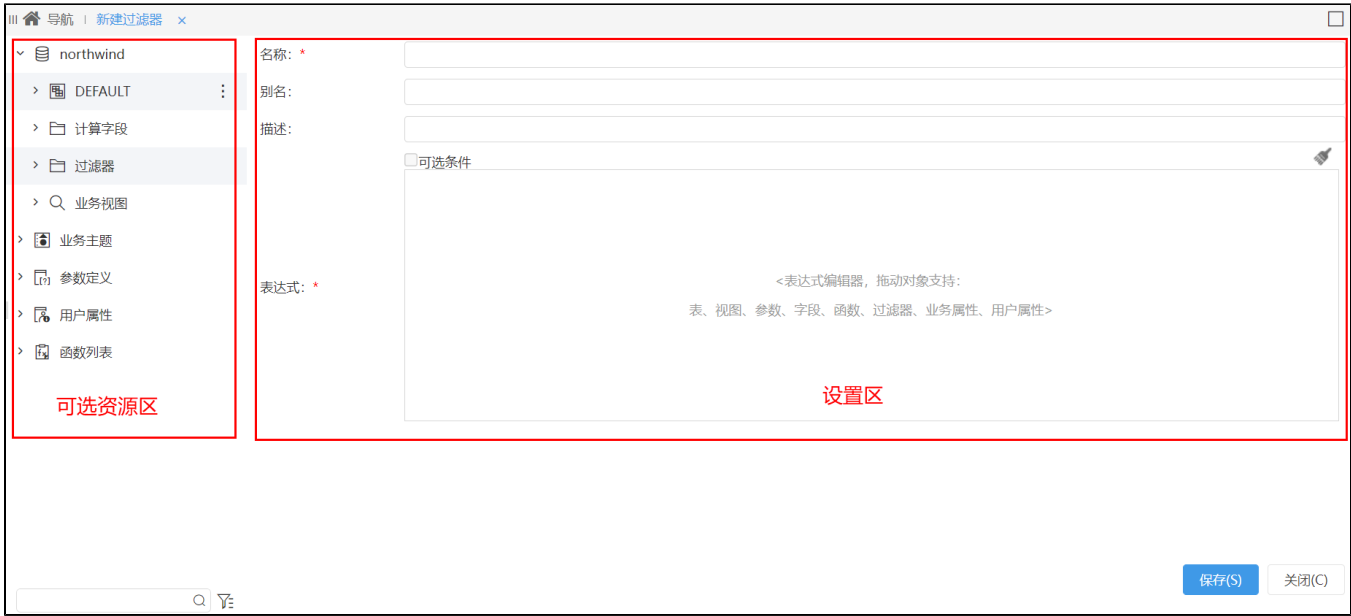 导航 新建过滤器 ×
northwind
DEFAULT
计算字段
过滤器
业务视图
业务主题
参数定义
用户属性
函数列表
可选资源区
名称：*
别名：
描述：
可选条件
表达式：*
<表达式编辑器，拖动对象支持：
表、视图、参数、字段、函数、过滤器、业务属性、用户属性>
设置区
保存(S) 关闭(C)